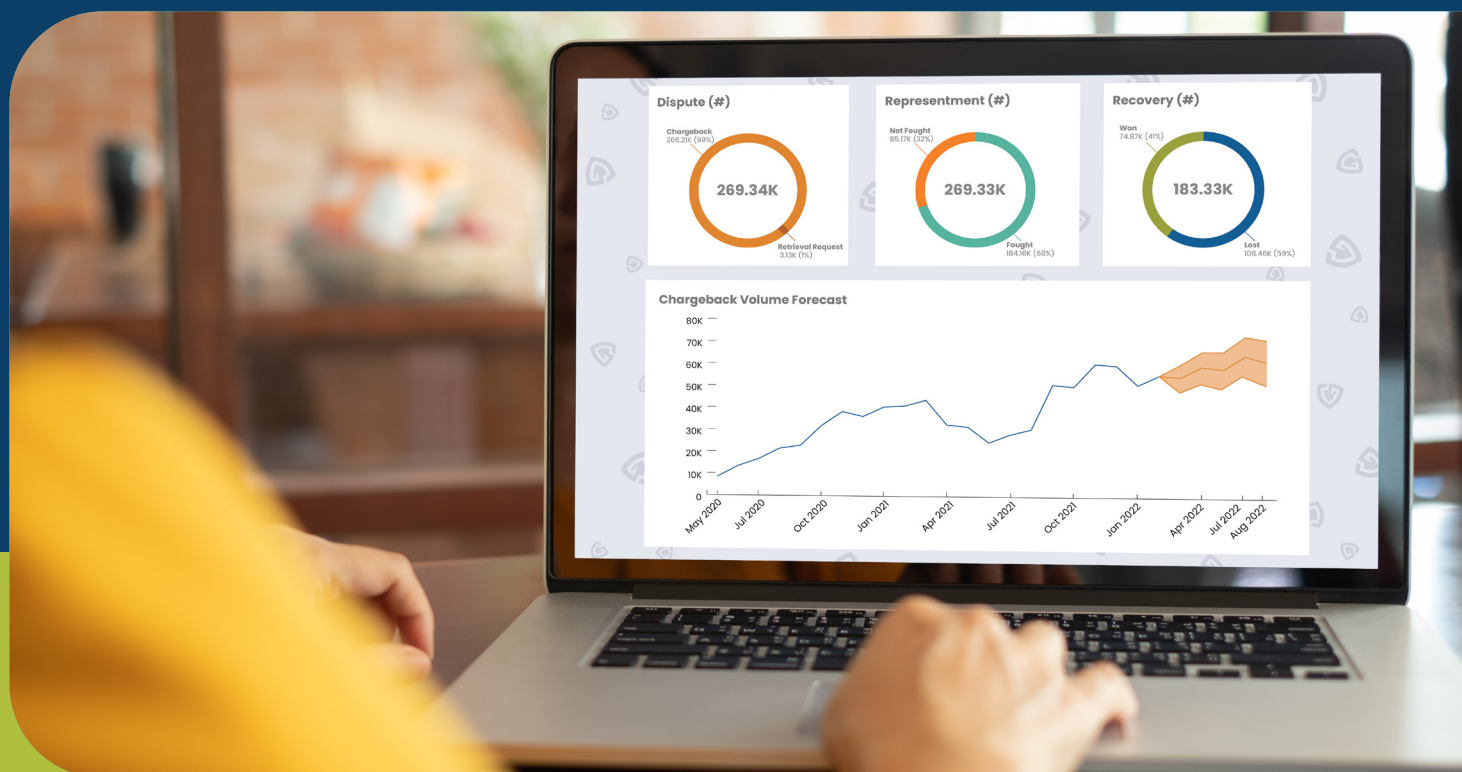 Dispute (#)
Chargeback
266.21K (99%)
269.34K
Retrieval Request
3.13K (1%)
Representment (#)
Not Fought
85.17K (32%)
269.33K
Fought
184.16K (68%)
Recovery (#)
Won
74.87K (41%)
183.33K
Lost
108.46K (59%)
Chargeback Volume Forecast
80K
70K
60K
50K
40K
30K
20K
10K
0
May 2020
Jul 2020
Oct 2020
Jan 2021
Apr 2021
Jul 2021
Oct 2021
Jan 2022
Apr 2022
Jul 2022
Aug 2022